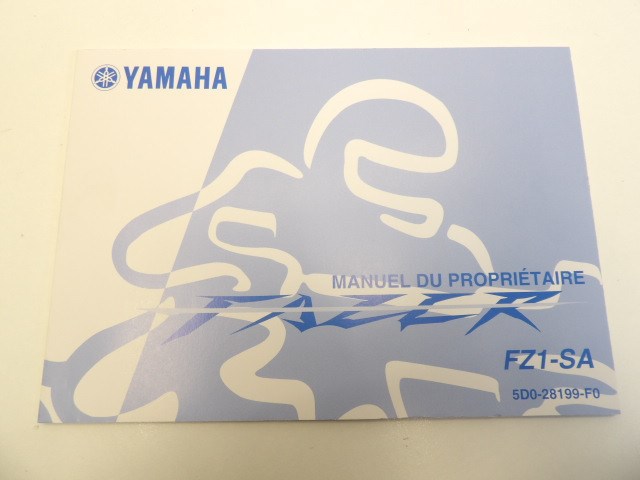 YAMAHA
MANUEL DU PROPRIÉTAIRE
FAZER
FZ1-SA
5D0-28199-F0